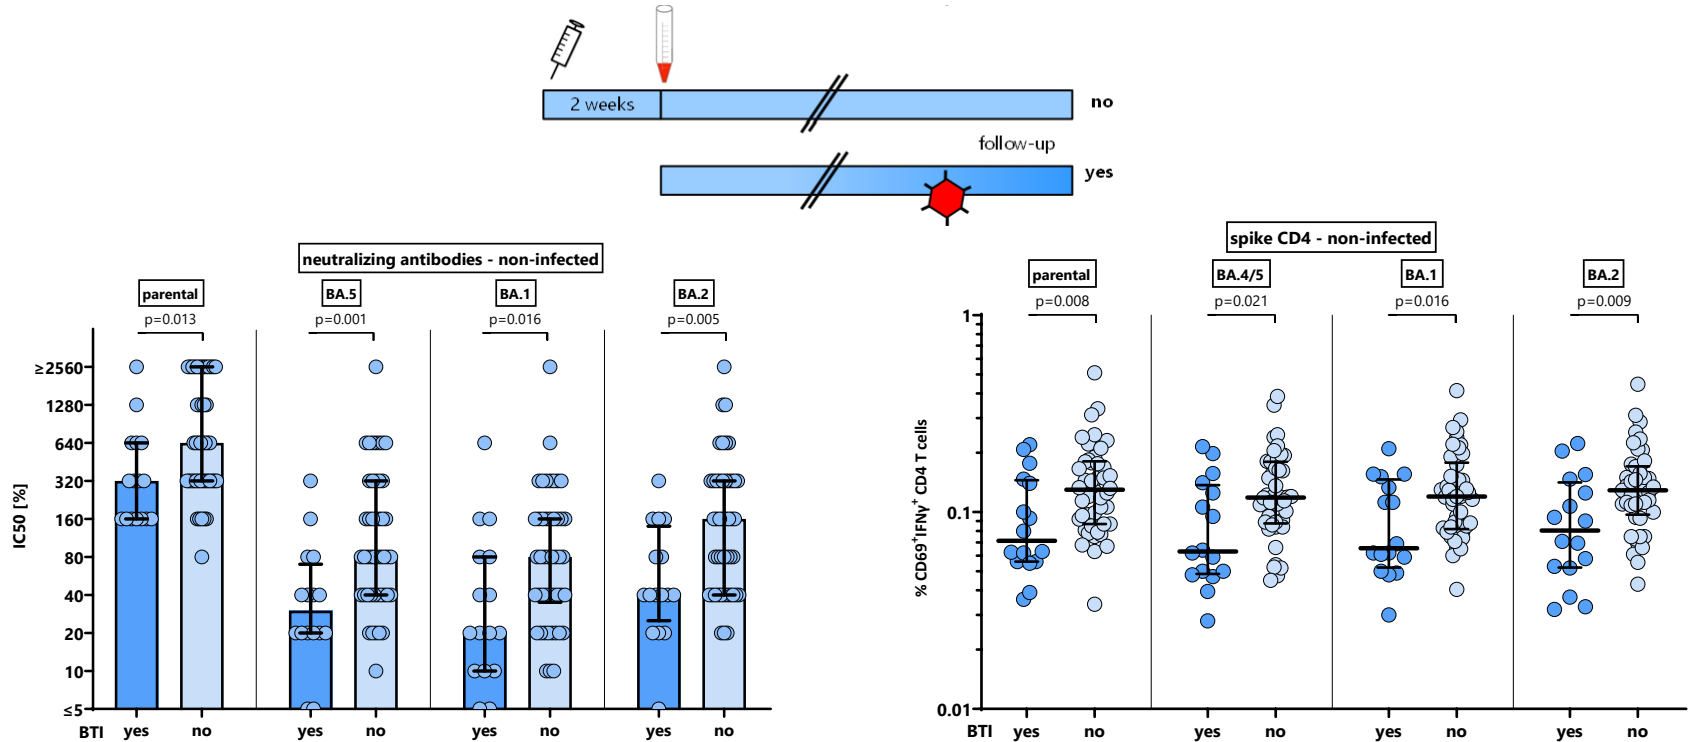 2 weeks
no
follow-up
yes
neutralizing antibodies - non-infected
parental
BA.5
BA.1
BA.2
p=0.013
p=0.001
p=0.016
p=0.005
IC50 [%]
≥2560
1280
640
320
160
80
40
20
10
≤5
BTI yes no yes no yes no yes no
spike CD4 - non-infected
parental
BA.4/5
BA.1
BA.2
p=0.008
p=0.021
p=0.016
p=0.009
% CD69⁺IFNγ⁺ CD4 T cells
1
0.1
0.01
BTI yes no yes no yes no yes no